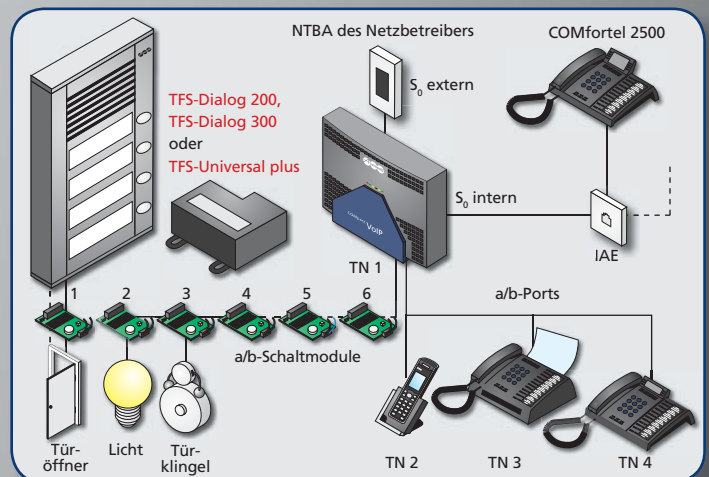 NTBA des Netzbetreibers
COMfortel 2500
S₀ extern
TFS-Dialog 200,
TFS-Dialog 300
oder
TFS-Universal plus
S₀ intern
COMPACT VoIP
IAE
TN 1
1 2 3 4 5 6
a/b-Ports
a/b-Schaltmodule
Tür-
öffner
Licht
Tür-
klingel
TN 2
TN 3
TN 4